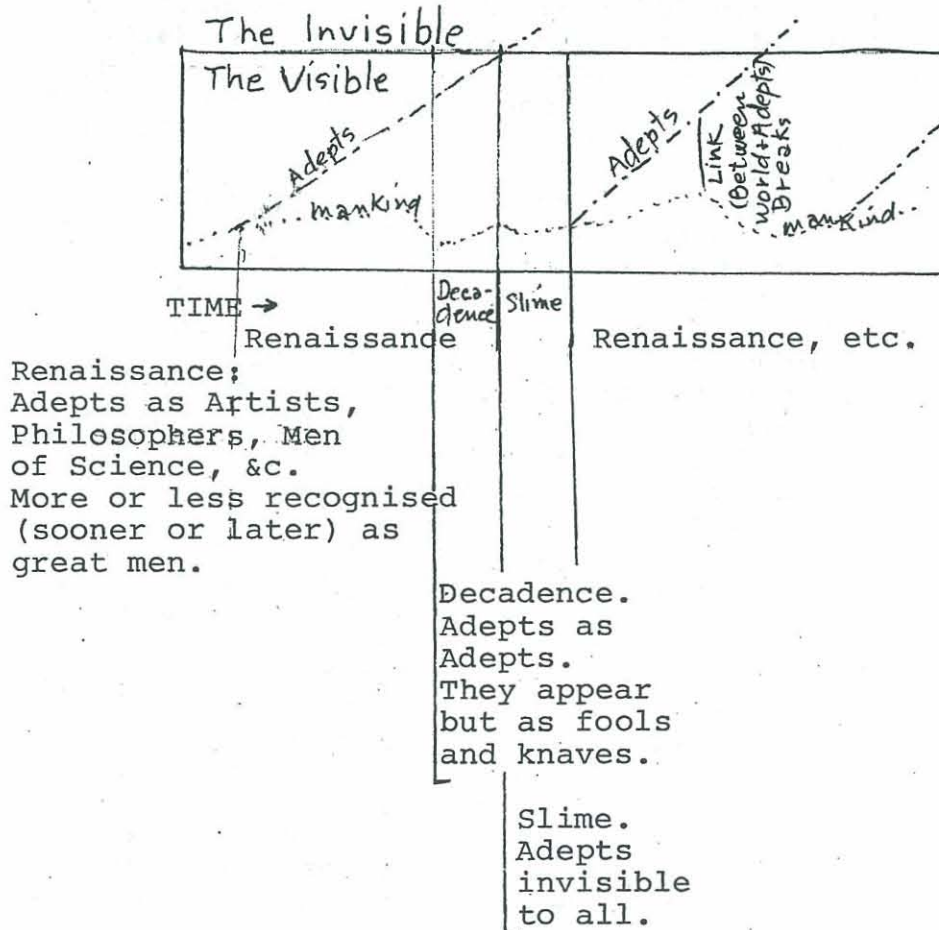 The Invisible
The Visible
Adepts
mankind
Adepts
Link
(Between
World+Adepts)
Breaks
mankind..
TIME →
Deca-
dence
Slime
Renaissance
Renaissance, etc.
Renaissance:
Adepts as Artists,
Philosophers, Men
of Science, &c.
More or less recognised
(sooner or later) as
great men.
Decadence.
Adepts as
Adepts.
They appear
but as fools
and knaves.
Slime.
Adepts
invisible
to all.